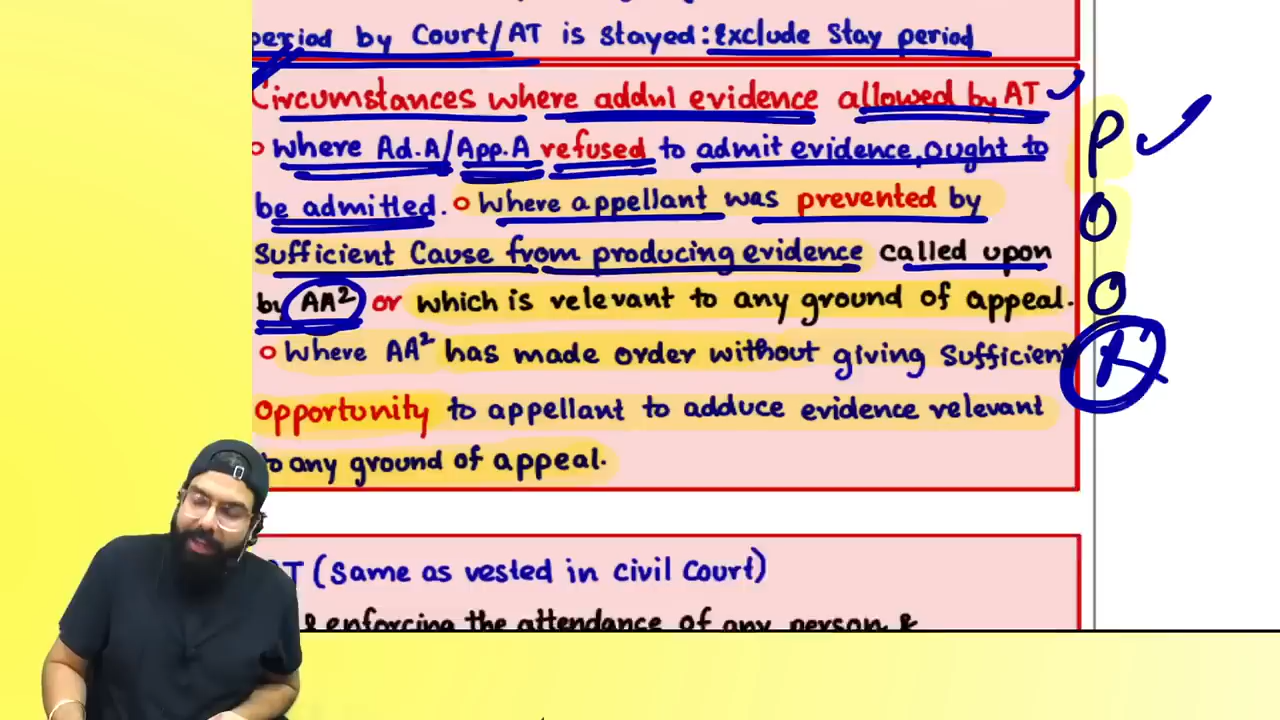 period by Court/AT is stayed: Exclude Stay period
Circumstances where addnl evidence allowed by AT
o where Ad.A/App.A refused to admit evidence, ought to
be admitted. o where appellant was prevented by
Sufficient Cause from producing evidence called upon
by AA² or which is relevant to any ground of appeal.
o where AA² has made order without giving Sufficient
Opportunity to appellant to adduce evidence relevant
to any ground of appeal.
P
O
O
R
(Same as vested in civil Court)
& enforcing the attendance of any person &